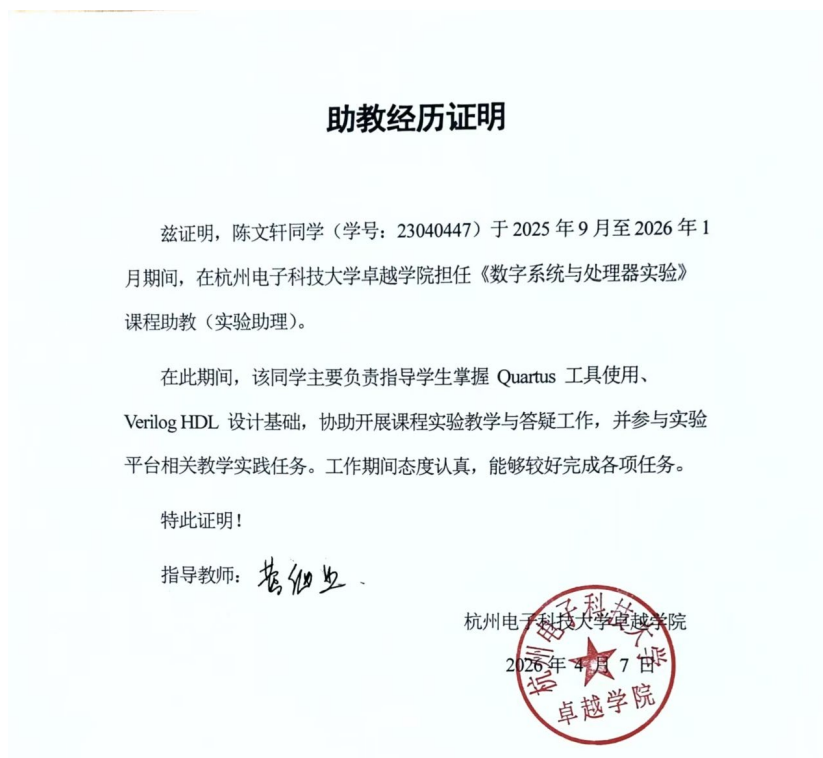 助教经历证明
兹证明，陈文轩同学（学号：23040447）于 2025 年 9 月至 2026 年 1
月期间，在杭州电子科技大学卓越学院担任《数字系统与处理器实验》
课程助教（实验助理）。
在此期间，该同学主要负责指导学生掌握 Quartus 工具使用、
Verilog HDL 设计基础，协助开展课程实验教学与答疑工作，并参与实验
平台相关教学实践任务。工作期间态度认真，能够较好完成各项任务。
特此证明！
指导教师：
杭州电子科技大学卓越学院
2026 年 4 月 7 日
杭州电子科技大学
卓越学院